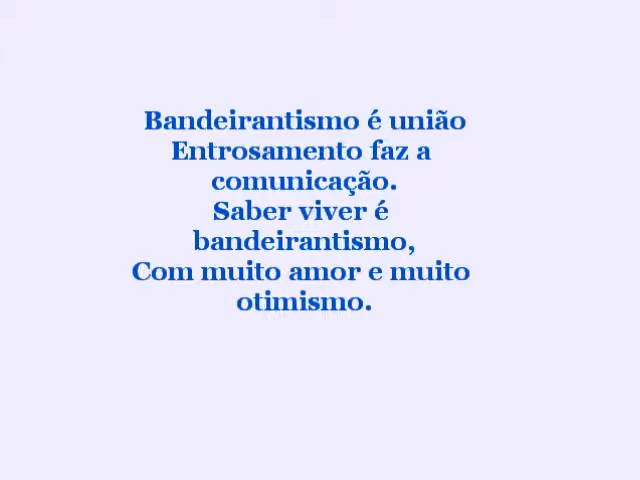 Bandeirantismo é união
Entrosamento faz a
comunicação.
Saber viver é
bandeirantismo,
Com muito amor e muito
otimismo.